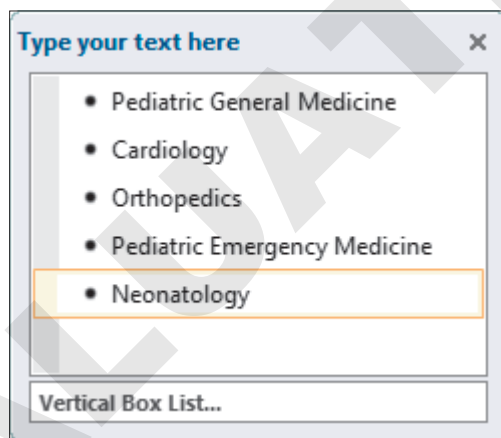 Type your text here
• Pediatric General Medicine
• Cardiology
• Orthopedics
• Pediatric Emergency Medicine
• Neonatology
Vertical Box List...